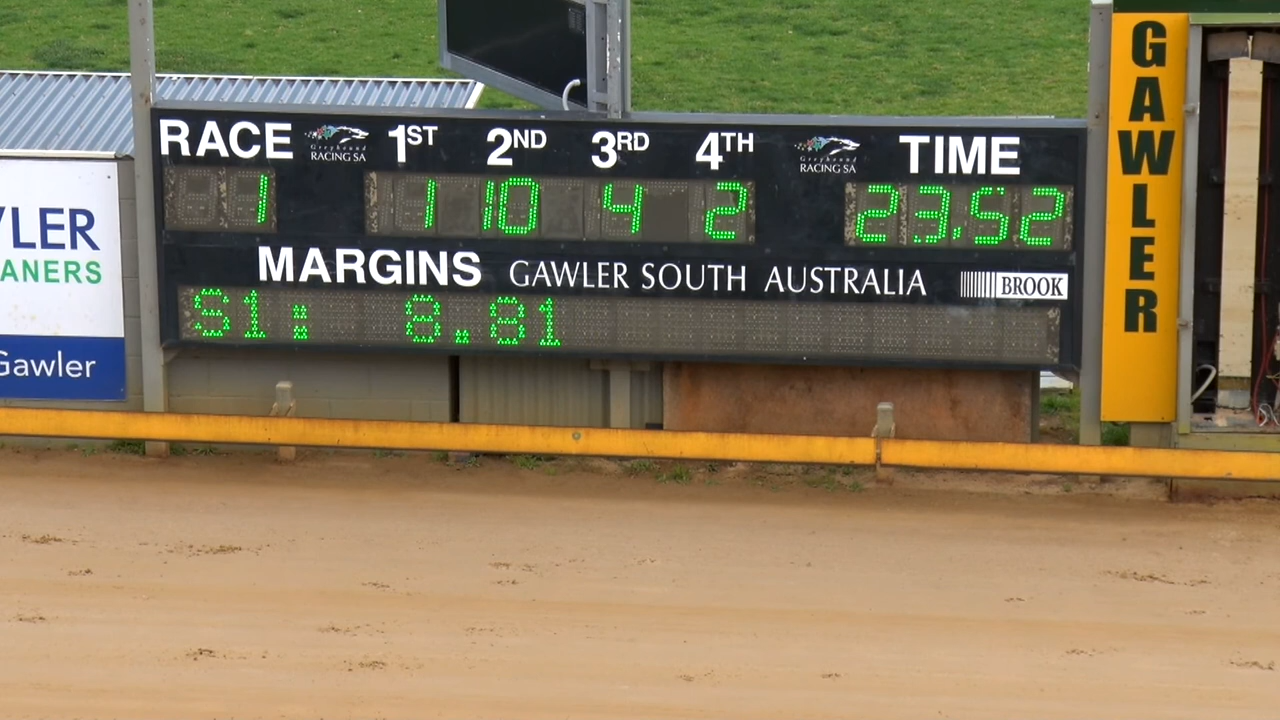 RACE Greyhound RACING SA 1ST 2ND 3RD 4TH Greyhound RACING SA TIME
1 1 10 4 2 23.52
MARGINS GAWLER SOUTH AUSTRALIA BROOK
S1: 8.81
GAWLER
LER
ANERS
Gawler